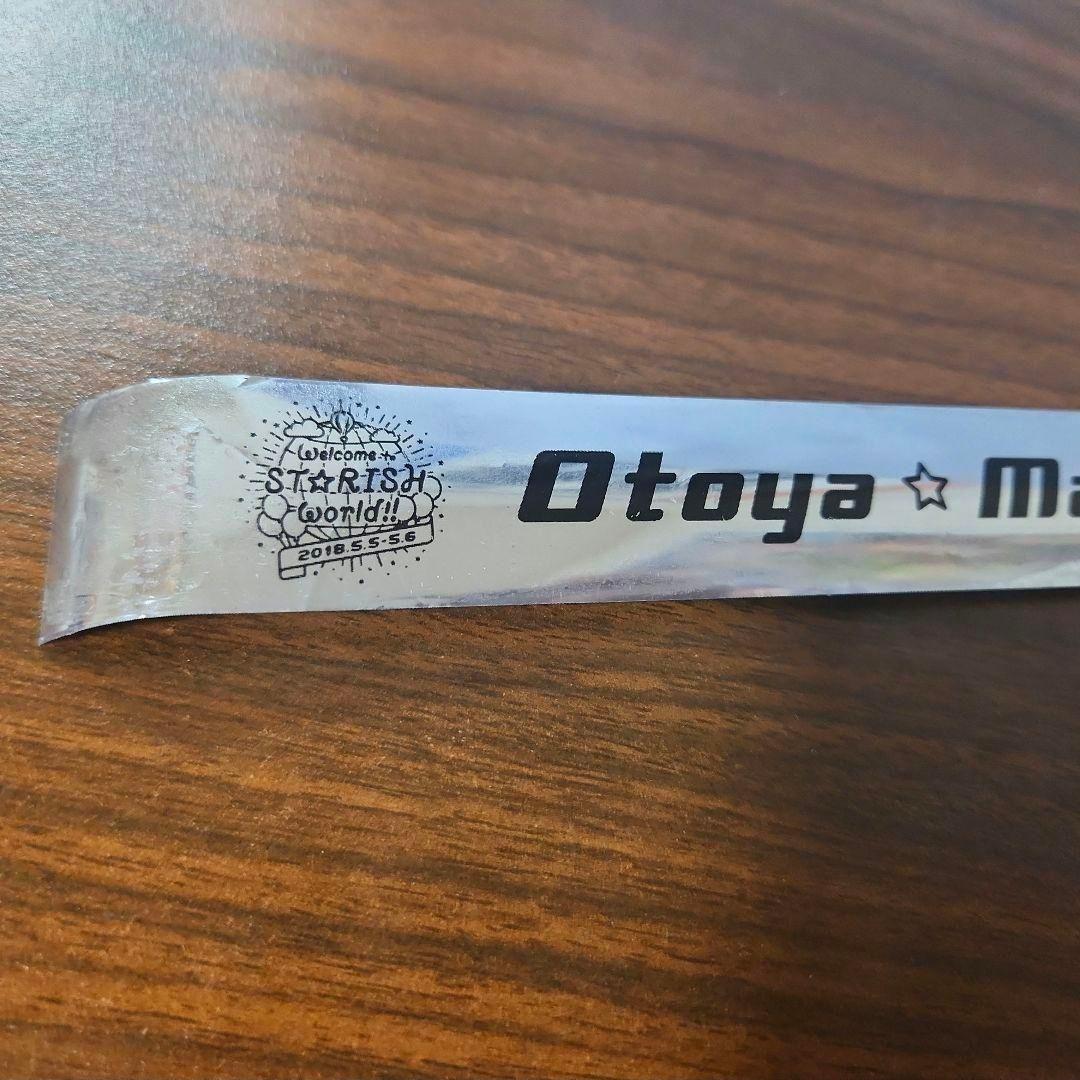 Welcome to
ST☆RISH
World!!
2018.5.5-5.6
Otoya ☆ Ma